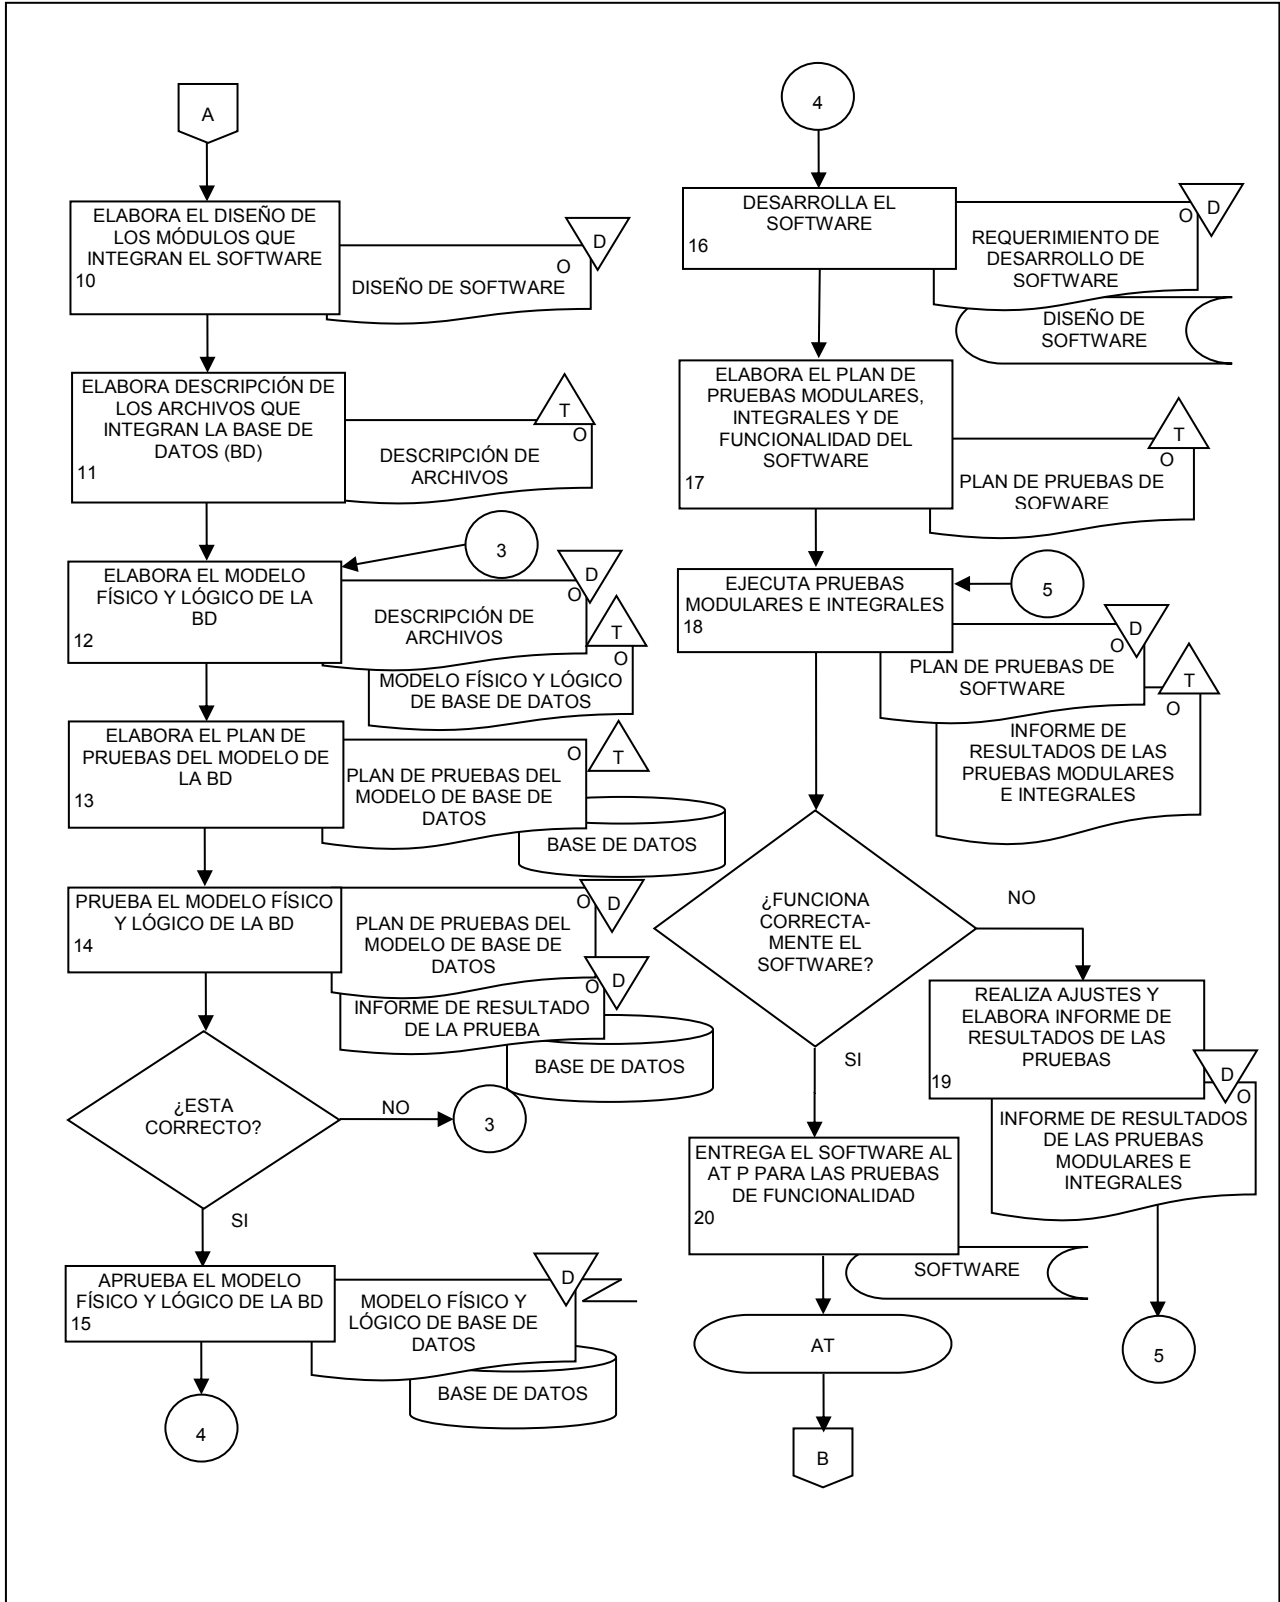 A
ELABORA EL DISEÑO DE
LOS MÓDULOS QUE
INTEGRAN EL SOFTWARE
10
D
O
DISEÑO DE SOFTWARE
ELABORA DESCRIPCIÓN DE
LOS ARCHIVOS QUE
INTEGRAN LA BASE DE
DATOS (BD)
11
T
O
DESCRIPCIÓN DE
ARCHIVOS
3
ELABORA EL MODELO
FÍSICO Y LÓGICO DE LA
BD
12
D
O
DESCRIPCIÓN DE
ARCHIVOS
T
O
MODELO FÍSICO Y LÓGICO
DE BASE DE DATOS
ELABORA EL PLAN DE
PRUEBAS DEL MODELO DE
LA BD
13
O
T
PLAN DE PRUEBAS DEL
MODELO DE BASE DE
DATOS
BASE DE DATOS
PRUEBA EL MODELO FÍSICO
Y LÓGICO DE LA BD
14
O
D
PLAN DE PRUEBAS DEL
MODELO DE BASE DE
DATOS
D
O
INFORME DE RESULTADO
DE LA PRUEBA
BASE DE DATOS
¿ESTA
CORRECTO?
NO
3
SI
APRUEBA EL MODELO
FÍSICO Y LÓGICO DE LA BD
15
D
MODELO FÍSICO Y
LÓGICO DE BASE DE
DATOS
BASE DE DATOS
4
4
DESARROLLA EL
SOFTWARE
16
D
O
REQUERIMIENTO DE
DESARROLLO DE
SOFTWARE
DISEÑO DE
SOFTWARE
ELABORA EL PLAN DE
PRUEBAS MODULARES,
INTEGRALES Y DE
FUNCIONALIDAD DEL
SOFTWARE
17
T
O
PLAN DE PRUEBAS DE
SOFWARE
EJECUTA PRUEBAS
MODULARES E INTEGRALES
18
5
D
O
PLAN DE PRUEBAS DE
SOFTWARE
T
O
INFORME DE
RESULTADOS DE LAS
PRUEBAS MODULARES
E INTEGRALES
¿FUNCIONA
CORRECTA-
MENTE EL
SOFTWARE?
NO
REALIZA AJUSTES Y
ELABORA INFORME DE
RESULTADOS DE LAS
PRUEBAS
19
D
O
INFORME DE RESULTADOS
DE LAS PRUEBAS
MODULARES E
INTEGRALES
5
SI
ENTREGA EL SOFTWARE AL
AT P PARA LAS PRUEBAS
DE FUNCIONALIDAD
20
SOFTWARE
AT
B